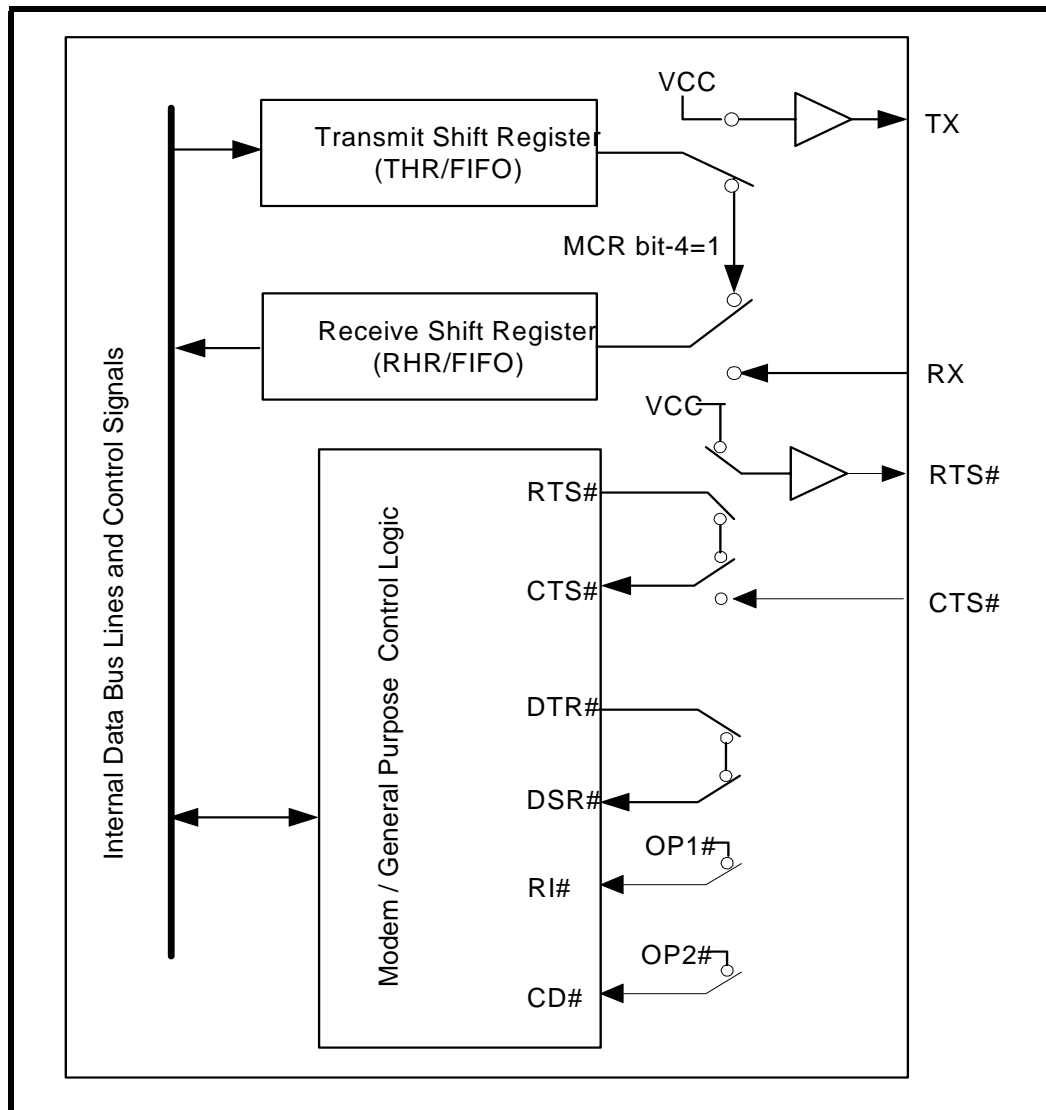 VCC
TX
Transmit Shift Register
(THR/FIFO)
MCR bit-4=1
Receive Shift Register
(RHR/FIFO)
RX
VCC
RTS#
RTS#
CTS#
CTS#
DTR#
DSR#
OP1#
RI#
OP2#
CD#
Internal Data Bus Lines and Control Signals
Modem / General Purpose Control Logic